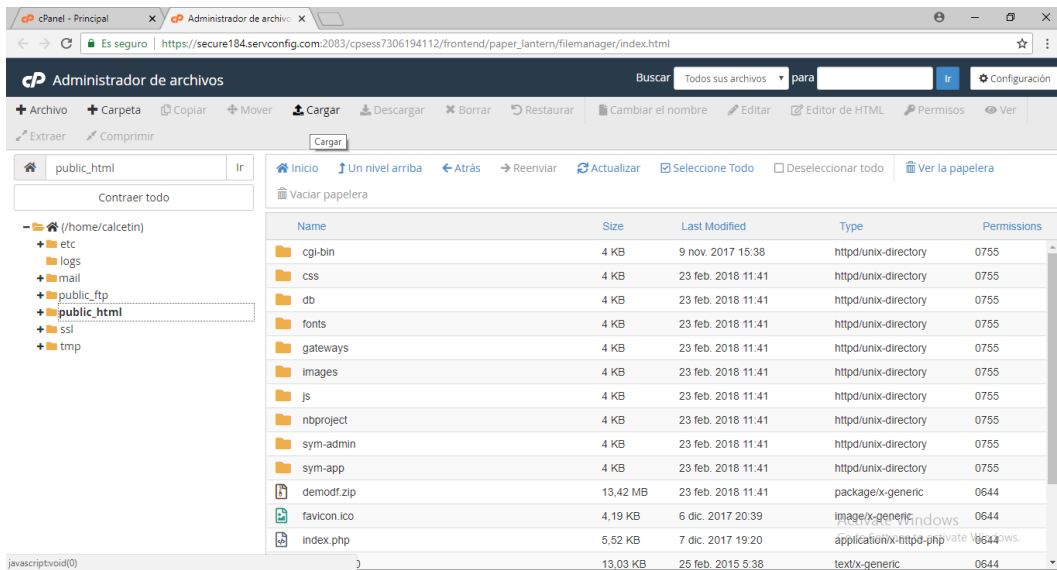 cPanel - Principal
Administrador de archivo
Es seguro https://secure184.servconfig.com:2083/cpsess7306194112/frontend/paper_lantern/filemanager/index.html
cP Administrador de archivos Buscar Todos sus archivos para Ir Configuración
Archivo Carpeta Copiar Mover Cargar Descargar Borrar Restaurar Cambiar el nombre Editar Editor de HTML Permisos Ver
Extraer Comprimir
Cargar
public_html Ir
Contraer todo
(/home/calcetin)
etc
logs
mail
public_ftp
public_html
ssl
tmp
Inicio Un nivel arriba Atrás Reenviar Actualizar Seleccione Todo Deseleccionar todo Ver la papelera
Vaciar papelera
Name Size Last Modified Type Permissions
cgi-bin 4 KB 9 nov. 2017 15:38 httpd/unix-directory 0755
css 4 KB 23 feb. 2018 11:41 httpd/unix-directory 0755
db 4 KB 23 feb. 2018 11:41 httpd/unix-directory 0755
fonts 4 KB 23 feb. 2018 11:41 httpd/unix-directory 0755
gateways 4 KB 23 feb. 2018 11:41 httpd/unix-directory 0755
images 4 KB 23 feb. 2018 11:41 httpd/unix-directory 0755
js 4 KB 23 feb. 2018 11:41 httpd/unix-directory 0755
nbproject 4 KB 23 feb. 2018 11:41 httpd/unix-directory 0755
sym-admin 4 KB 23 feb. 2018 11:41 httpd/unix-directory 0755
sym-app 4 KB 23 feb. 2018 11:41 httpd/unix-directory 0755
demodf.zip 13,42 MB 23 feb. 2018 11:41 package/x-generic 0644
favicon.ico 4,19 KB 6 dic. 2017 20:39 image/x-generic 0644
Activate Windows
index.php 5,52 KB 7 dic. 2017 19:20 application/x-httpd-php 0644
Go to Settings to activate Windows.
13,03 KB 25 feb. 2015 5:38 text/x-generic 0644
javascript:void(0)